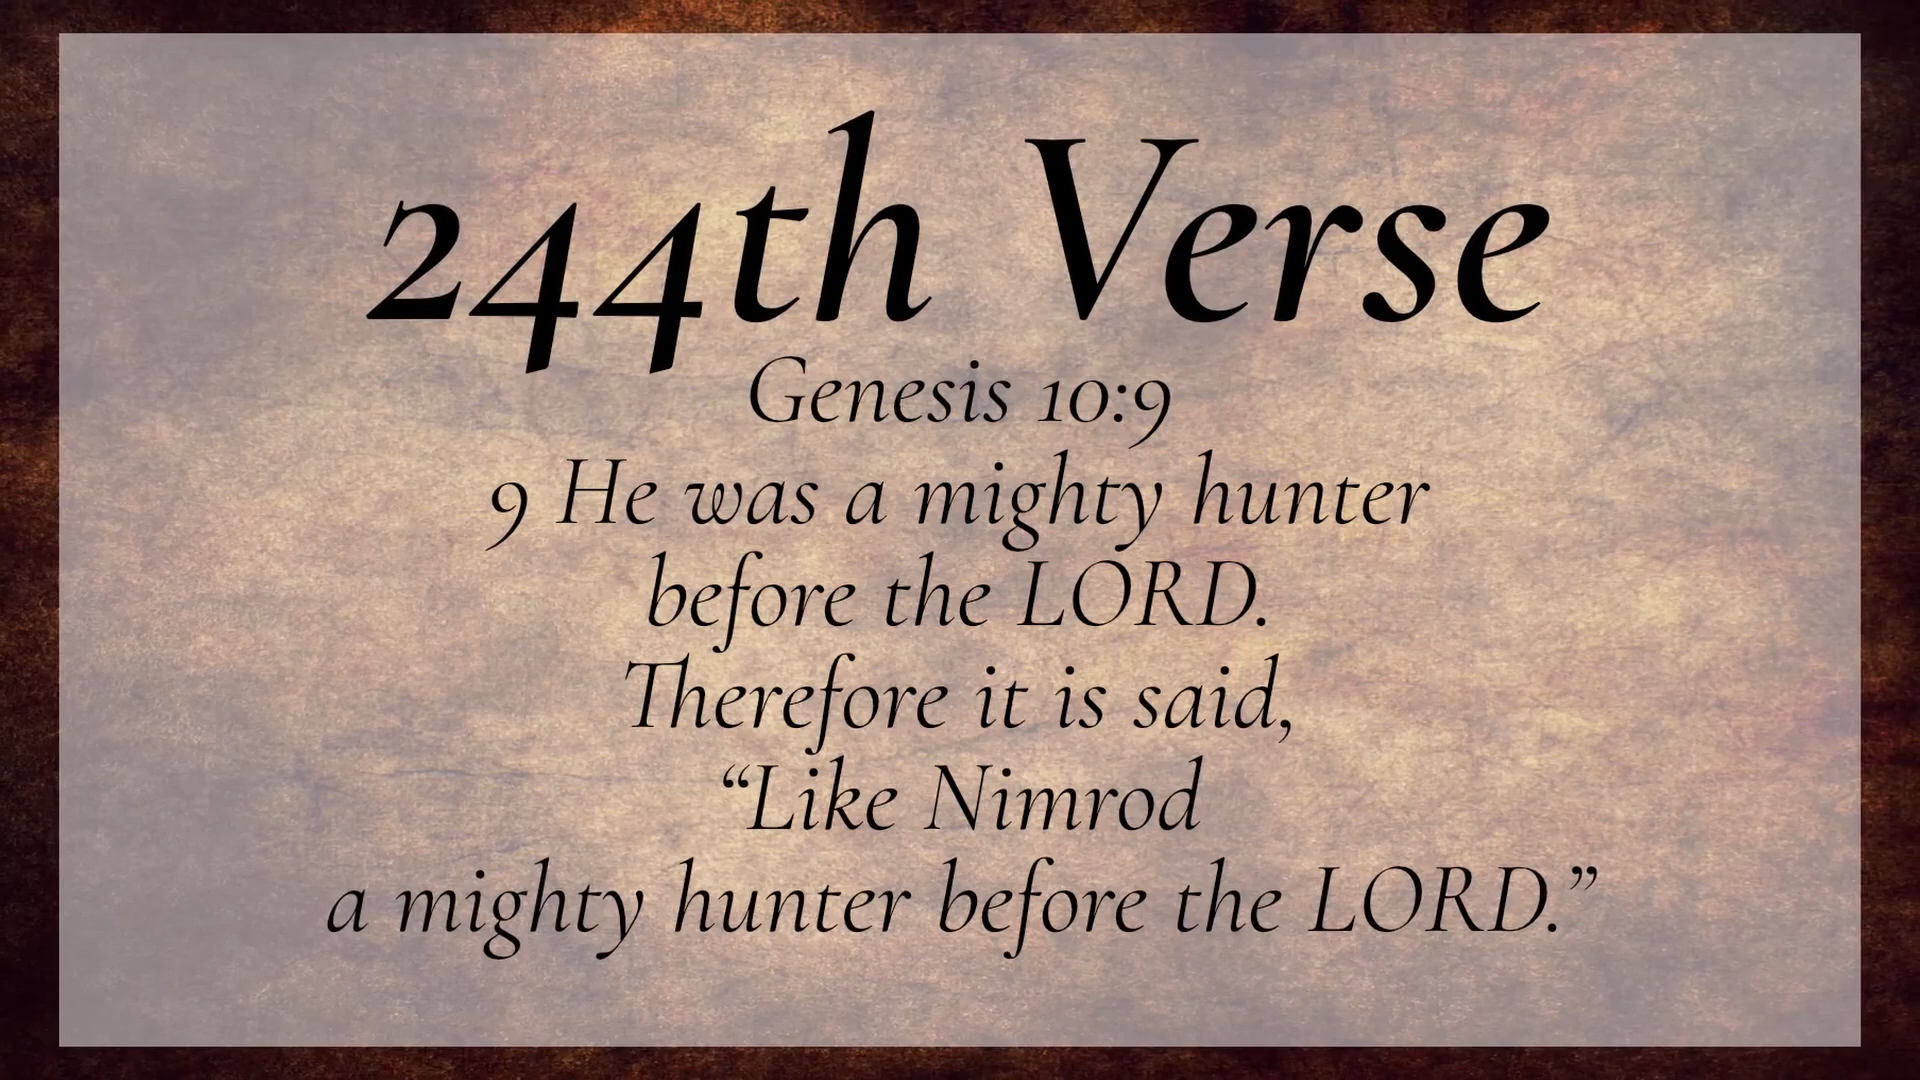 244th Verse
Genesis 10:9
9 He was a mighty hunter
before the LORD.
Therefore it is said,
“Like Nimrod
a mighty hunter before the LORD.”